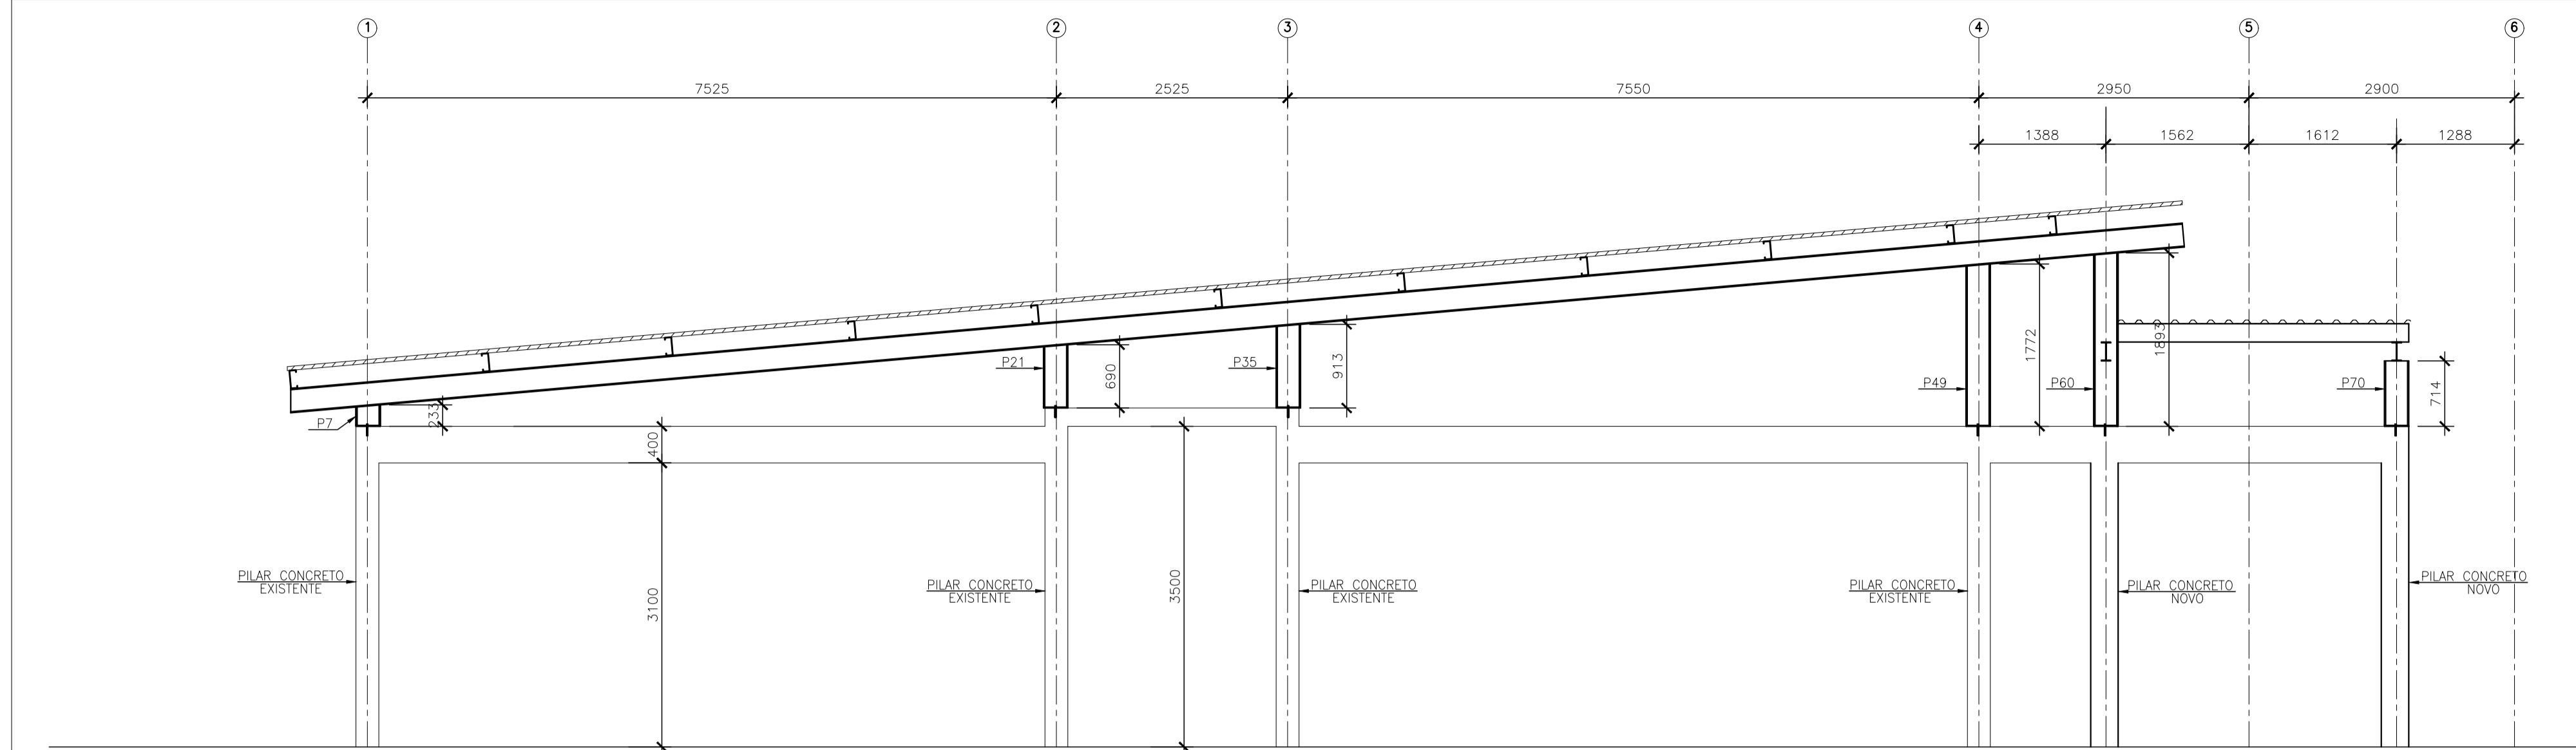 1
2
3
4
5
6
7525
2525
7550
2950
2900
1388
1562
1612
1288
P7
233
P21
690
P35
913
P49
1772
P60
1893
P70
714
400
3100
3500
PILAR CONCRETO
EXISTENTE
PILAR CONCRETO
EXISTENTE
PILAR CONCRETO
EXISTENTE
PILAR CONCRETO
EXISTENTE
PILAR CONCRETO
NOVO
PILAR CONCRETO
NOVO